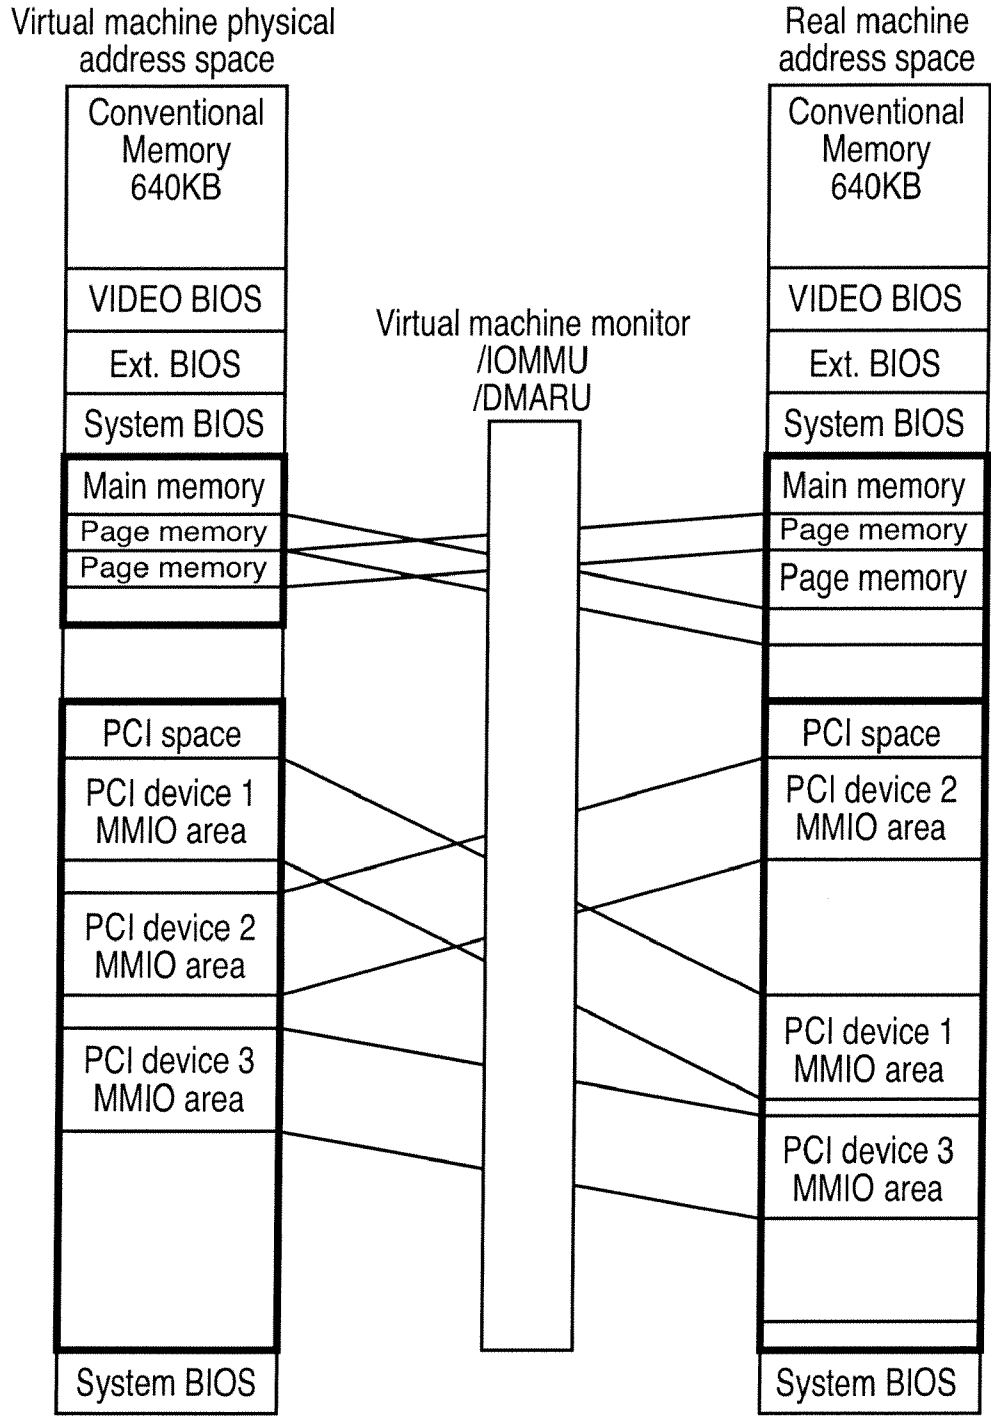 Virtual machine physical
address space
Conventional
Memory
640KB
VIDEO BIOS
Ext. BIOS
System BIOS
Main memory
Page memory
Page memory
PCI space
PCI device 1
MMIO area
PCI device 2
MMIO area
PCI device 3
MMIO area
System BIOS
Virtual machine monitor
/IOMMU
/DMARU
Real machine
address space
Conventional
Memory
640KB
VIDEO BIOS
Ext. BIOS
System BIOS
Main memory
Page memory
Page memory
PCI space
PCI device 2
MMIO area
PCI device 1
MMIO area
PCI device 3
MMIO area
System BIOS